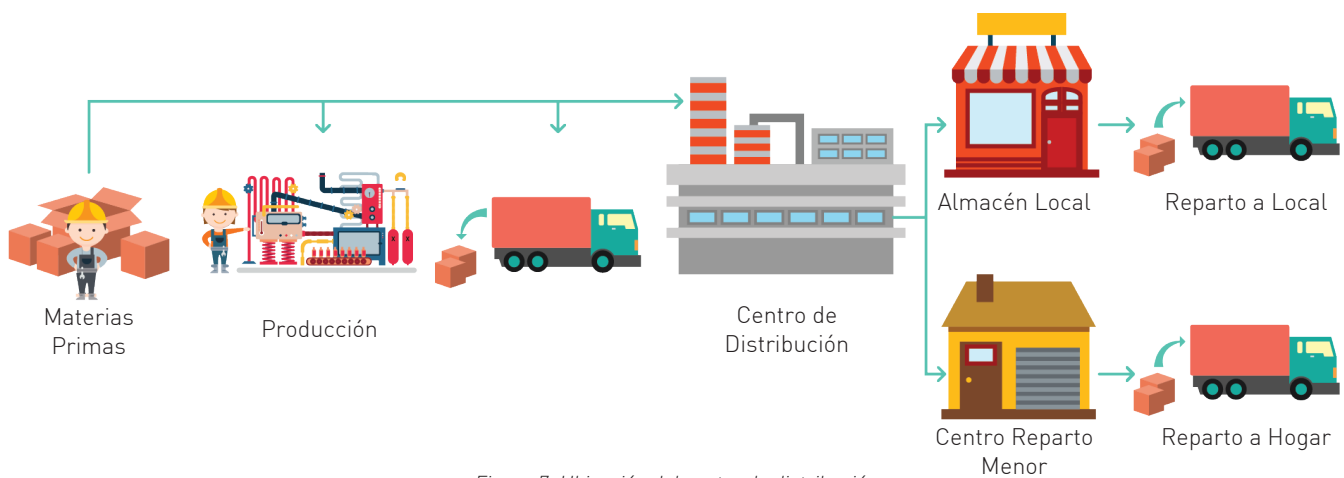 Materias
Primas
Producción
Centro de
Distribución
Almacén Local
Reparto a Local
Centro Reparto
Menor
Reparto a Hogar